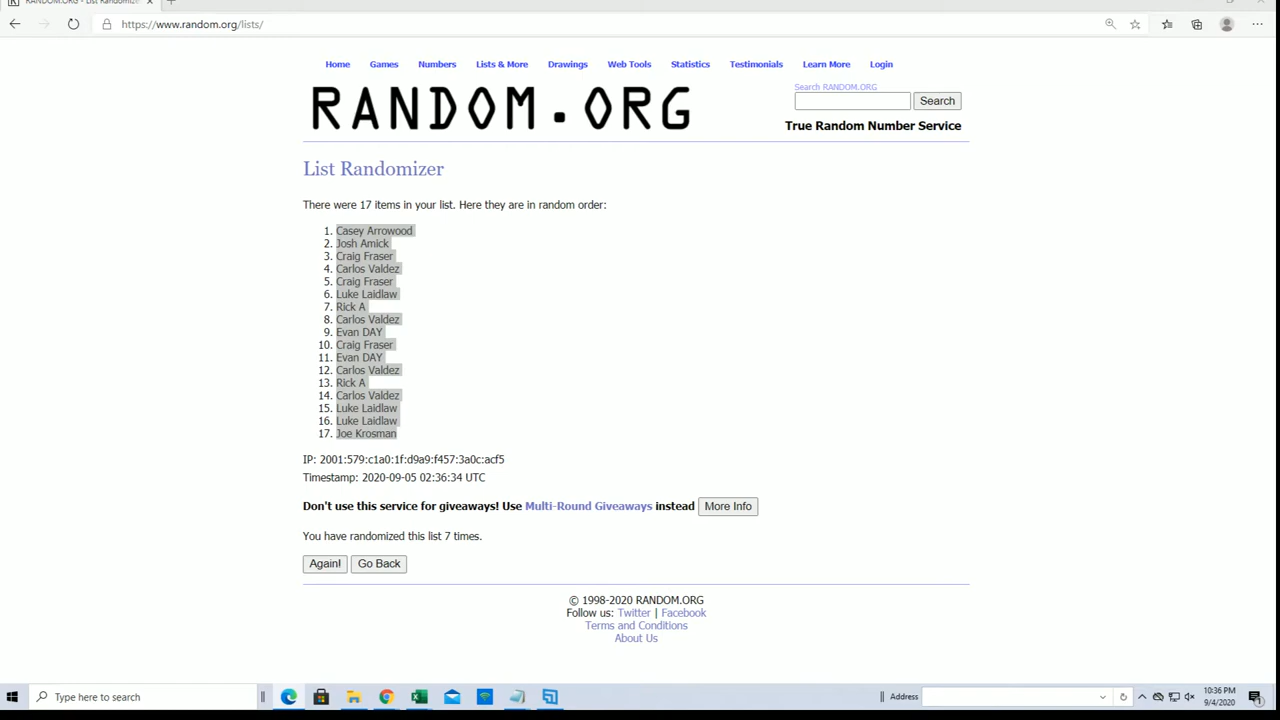 RANDOM.ORG - List Randomizer
https://www.random.org/lists/
Home Games Numbers Lists & More Drawings Web Tools Statistics Testimonials Learn More Login
RANDOM.ORG
Search RANDOM.ORG
Search
True Random Number Service
List Randomizer
There were 17 items in your list. Here they are in random order:
1. Casey Arrowood
2. Josh Amick
3. Craig Fraser
4. Carlos Valdez
5. Craig Fraser
6. Luke Laidlaw
7. Rick A
8. Carlos Valdez
9. Evan DAY
10. Craig Fraser
11. Evan DAY
12. Carlos Valdez
13. Rick A
14. Carlos Valdez
15. Luke Laidlaw
16. Luke Laidlaw
17. Joe Krosman
IP: 2001:579:c1a0:1f:d9a9:f457:3a0c:acf5
Timestamp: 2020-09-05 02:36:34 UTC
Don't use this service for giveaways! Use Multi-Round Giveaways instead More Info
You have randomized this list 7 times.
Again! Go Back
© 1998-2020 RANDOM.ORG
Follow us: Twitter | Facebook
Terms and Conditions
About Us
Type here to search
Address
10:36 PM
9/4/2020